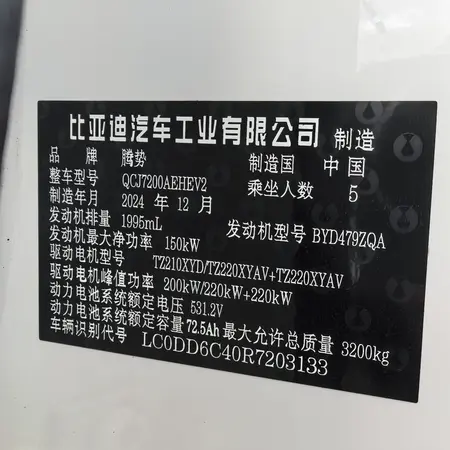 比亚迪汽车工业有限公司 制造
品 牌 腾势 制造国 中 国
整车型号 QCJ7200AEHEV2 乘坐人数 5
制造年月 2024 年 12 月
发动机排量 1995mL 发动机型号 BYD479ZQA
发动机最大净功率 150kW
驱动电机型号 TZ210XYD/TZ220XYAV+TZ220XYAV
驱动电机峰值功率 200kW/220kW+220kW
动力电池系统额定电压 531.2V
动力电池系统额定容量 72.5Ah 最大允许总质量 3200kg
车辆识别代号 LC0DD6C40R7203133